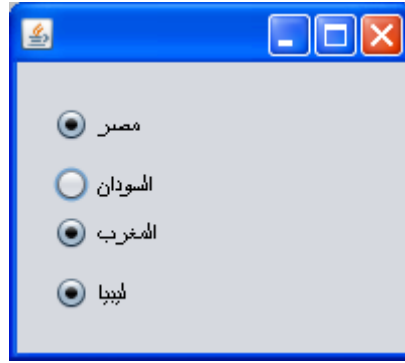 مصر
السودان
المغرب
ليبيا